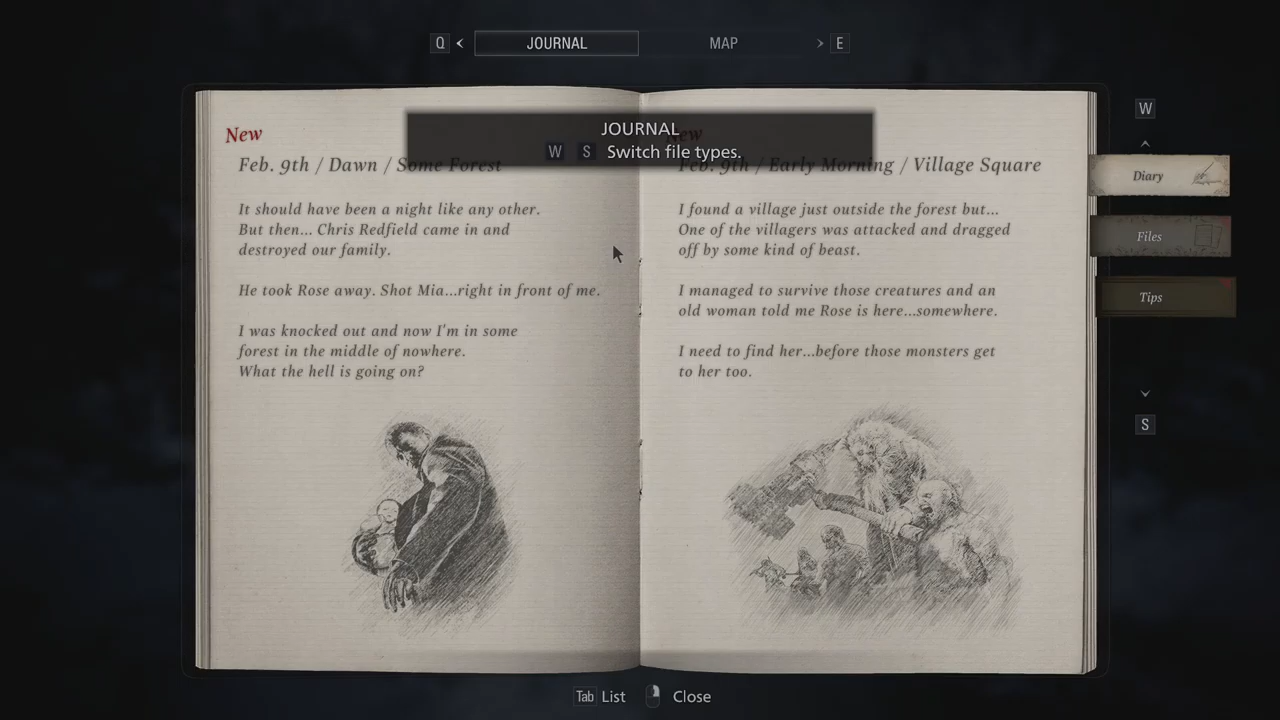 Q
JOURNAL
MAP
E
JOURNAL
W S Switch file types.
New
Feb. 9th / Dawn / Some Forest
It should have been a night like any other.
But then... Chris Redfield came in and
destroyed our family.
He took Rose away. Shot Mia...right in front of me.
I was knocked out and now I'm in some
forest in the middle of nowhere.
What the hell is going on?
New
Feb. 9th / Early Morning / Village Square
I found a village just outside the forest but...
One of the villagers was attacked and dragged
off by some kind of beast.
I managed to survive those creatures and an
old woman told me Rose is here...somewhere.
I need to find her...before those monsters get
to her too.
W
Diary
Files
Tips
S
Tab List
Close